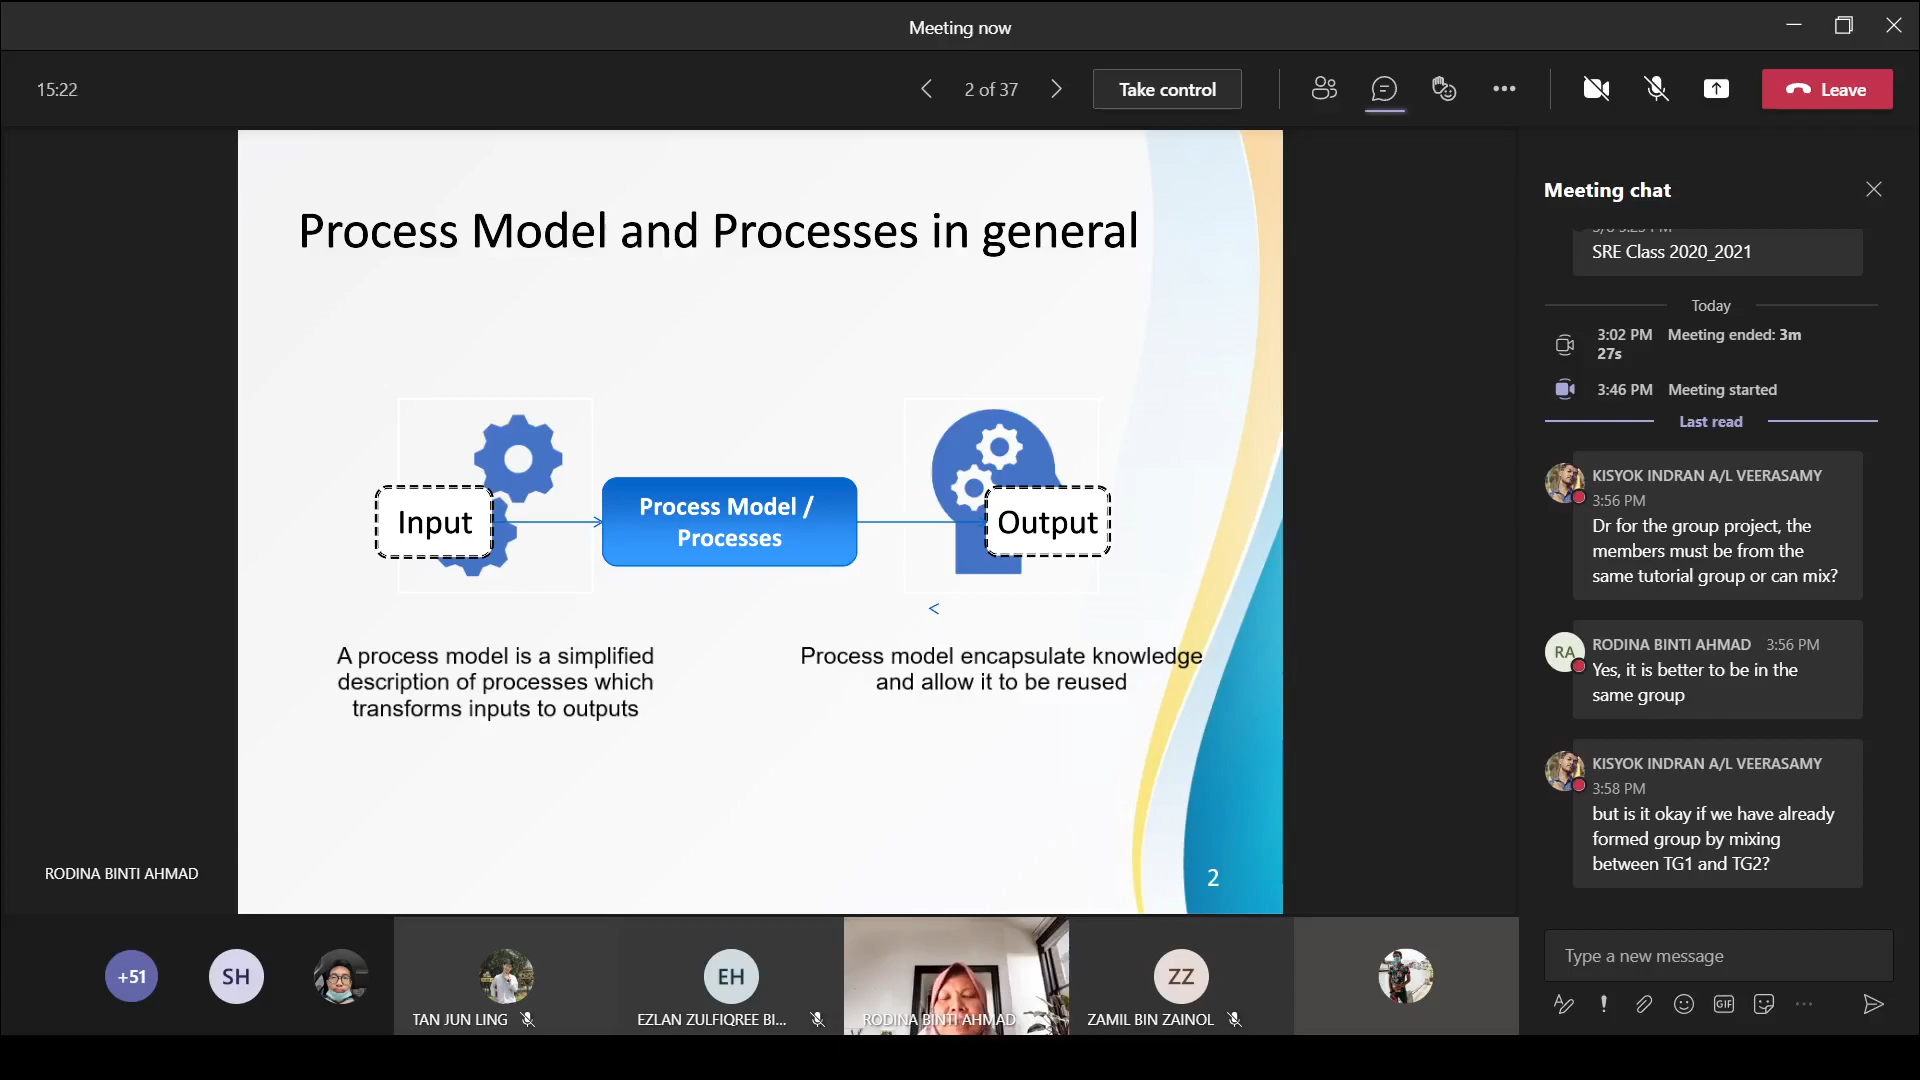 Meeting now
15:22
2 of 37
Take control
Leave
Process Model and Processes in general
Input
Process Model /
Processes
Output
<
A process model is a simplified
description of processes which
transforms inputs to outputs
Process model encapsulate knowledge
and allow it to be reused
2
RODINA BINTI AHMAD
Meeting chat
SRE Class 2020_2021
Today
3:02 PM Meeting ended: 3m
27s
3:46 PM Meeting started
Last read
KISYOK INDRAN A/L VEERASAMY
3:56 PM
Dr for the group project, the
members must be from the
same tutorial group or can mix?
RA
RODINA BINTI AHMAD 3:56 PM
Yes, it is better to be in the
same group
KISYOK INDRAN A/L VEERASAMY
3:58 PM
but is it okay if we have already
formed group by mixing
between TG1 and TG2?
Type a new message
GIF
+51
SH
TAN JUN LING
EH
EZLAN ZULFIQREE BI...
RODINA BINTI AHMAD
ZZ
ZAMIL BIN ZAINOL